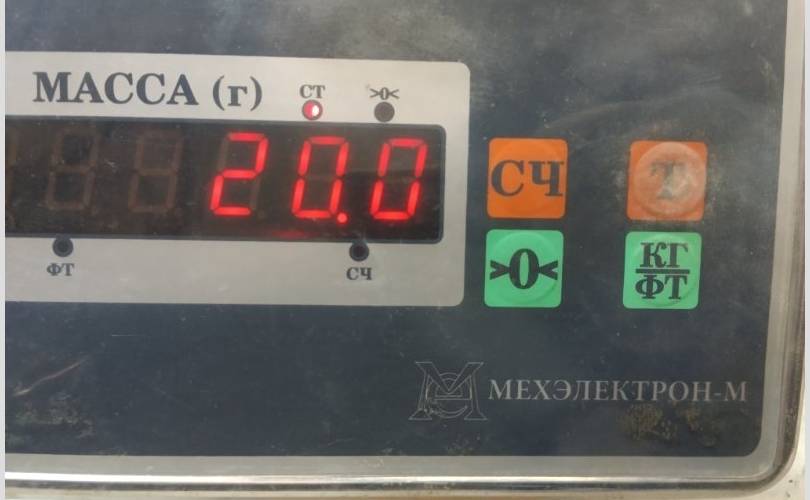 МАССА (г)
СТ
>0<
20.0
ФТ
СЧ
СЧ
Т
>0<
КГ
ФТ
МЕХЭЛЕКТРОН-М